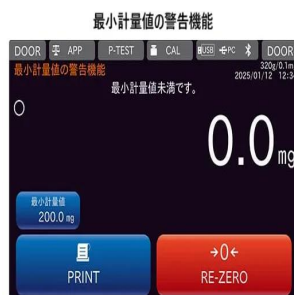 最小計量値の警告機能
DOOR APP P-TEST CAL USB PC DOOR
最小計量値の警告機能 320g/0.1m
2025/01/12 12:34
最小計量値未満です。
0.0 mg
最小計量値
200.0 mg
PRINT
→0← RE-ZERO